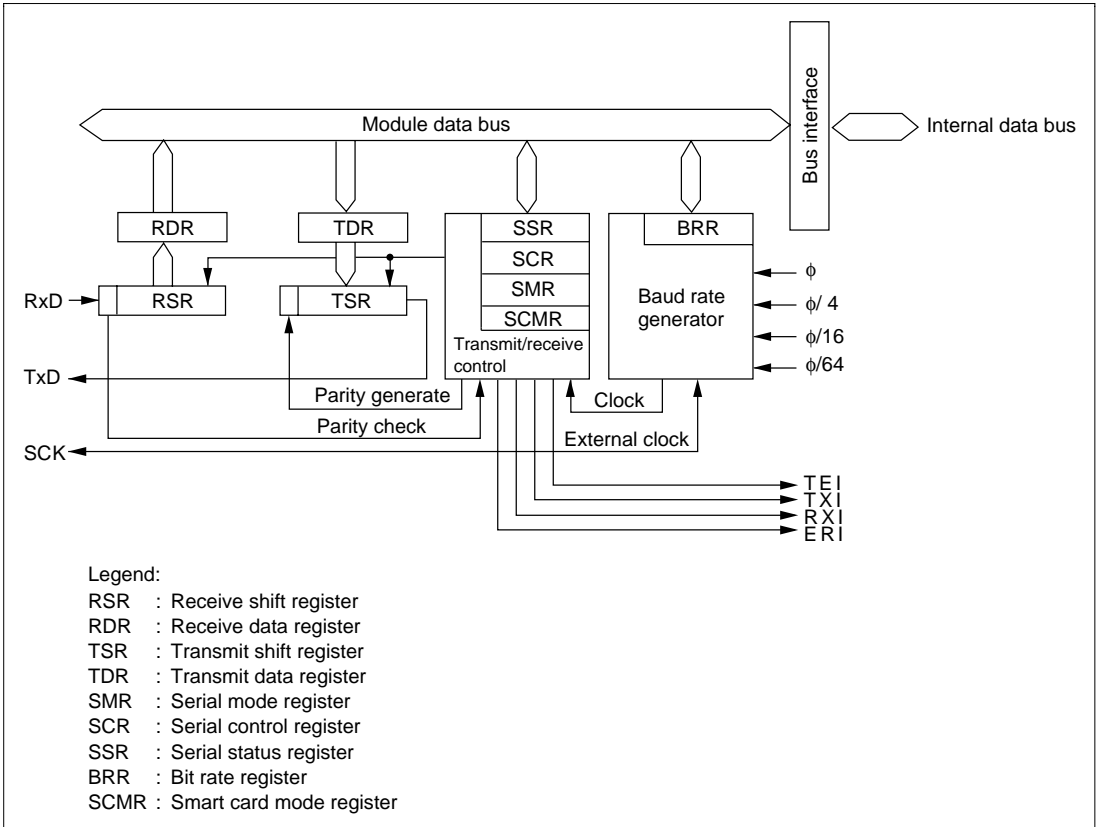 Module data bus
Bus interface
Internal data bus
RDR
TDR
SSR
BRR
SCR
SMR
SCMR
Transmit/receive
control
Baud rate
generator
ϕ
ϕ/ 4
ϕ/16
ϕ/64
RxD
RSR
TSR
TxD
Parity generate
Clock
Parity check
External clock
SCK
TEI
TXI
RXI
ERI
Legend:
RSR : Receive shift register
RDR : Receive data register
TSR : Transmit shift register
TDR : Transmit data register
SMR : Serial mode register
SCR : Serial control register
SSR : Serial status register
BRR : Bit rate register
SCMR : Smart card mode register